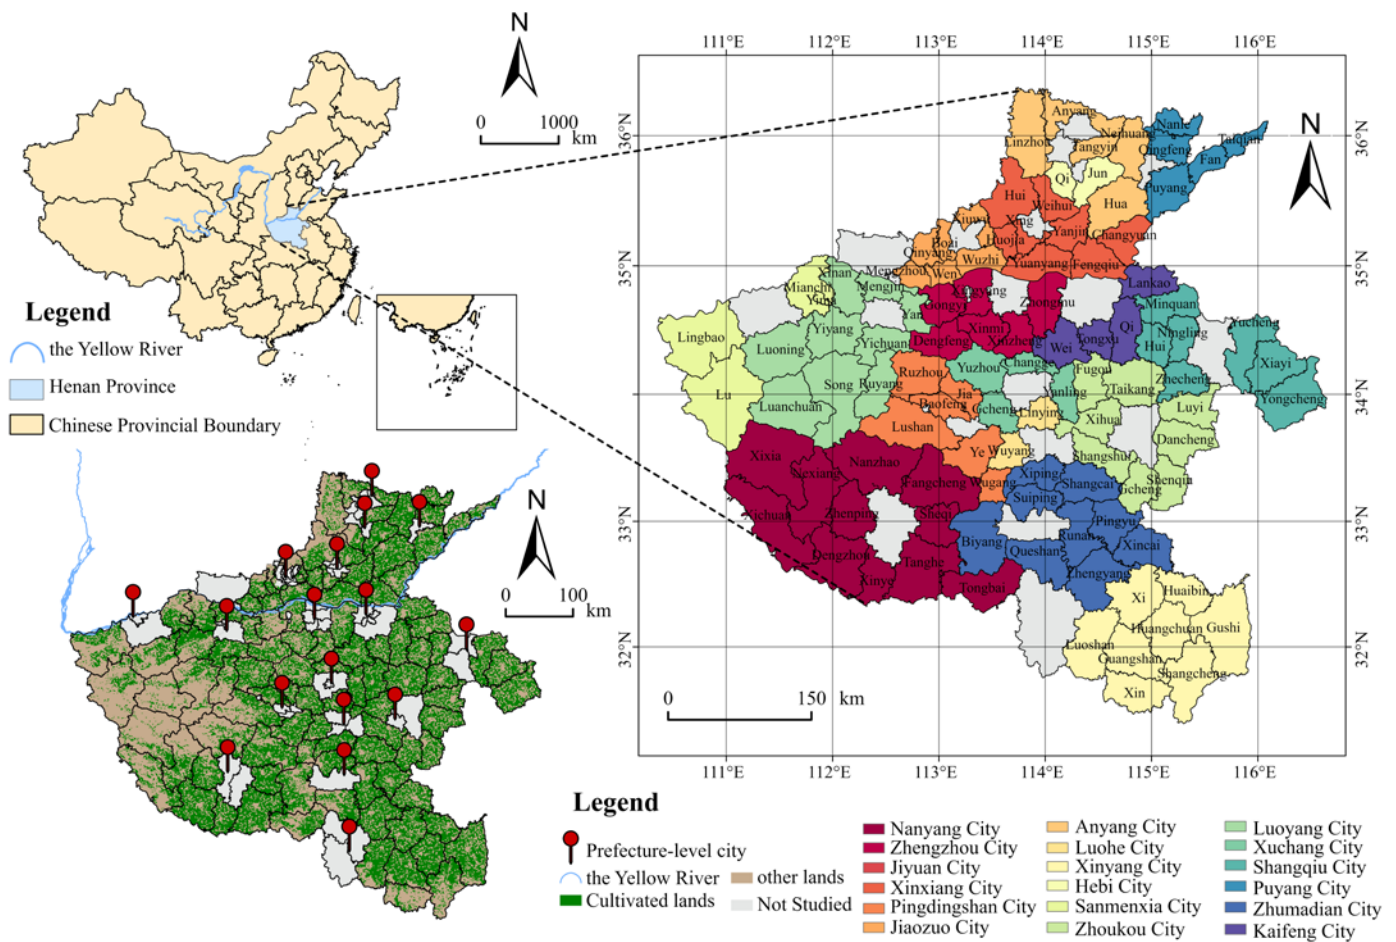 N
0 1000 km
Legend
the Yellow River
Henan Province
Chinese Provincial Boundary
N
0 100 km
111°E 112°E 113°E 114°E 115°E 116°E
36°N 36°N
35°N 35°N
34°N 34°N
33°N 33°N
32°N 32°N
111°E 112°E 113°E 114°E 115°E 116°E
N
Anyang
Linzhou
Neihuang
Tangyin
Nanle
Qingfeng
Taiqian
Fan
Puyang
Qi
Jun
Hua
Hui
Weihui
Xing
Yanjin
Changyuan
Huojia
Yuanyang
Fengqiu
Xiuwu
Bozi
Qinyang
Wuzhi
Mengzhou
Wen
Xinan
Mengjin
Mianchi
Yima
Yan
Lingbao
Lu
Luoning
Yiyang
Yichuan
Song
Ruyang
Luanchuan
Gongyi
Xingyang
Zhongmu
Xinmi
Xinzheng
Dengfeng
Lankao
Qi
Tongxu
Wei
Minquan
Ningling
Hui
Zhecheng
Yucheng
Xiayi
Yongcheng
Ruzhou
Jia
Baofeng
Lushan
Ye
Wugang
Yuzhou
Changge
Yanling
Linying
Wuyang
Fugou
Taikang
Xihua
Luyi
Dancheng
Shangshui
Shenqiu
Xixia
Nanzhao
Fangcheng
Xichuan
Zhenping
Sheqi
Dengzhou
Tanghe
Xinye
Tongbai
Xiping
Shangcai
Suiping
Pingyu
Runan
Biyang
Queshan
Xincai
Zhengyang
Xi
Huaibin
Huangchuan
Gushi
Luoshan
Guangshan
Shangcheng
Xin
0 150 km
Legend
Prefecture-level city
the Yellow River
other lands
Cultivated lands
Not Studied
Nanyang City
Zhengzhou City
Jiyuan City
Xinxiang City
Pingdingshan City
Jiaozuo City
Anyang City
Luohe City
Xinyang City
Hebi City
Sanmenxia City
Zhoukou City
Luoyang City
Xuchang City
Shangqiu City
Puyang City
Zhumadian City
Kaifeng City